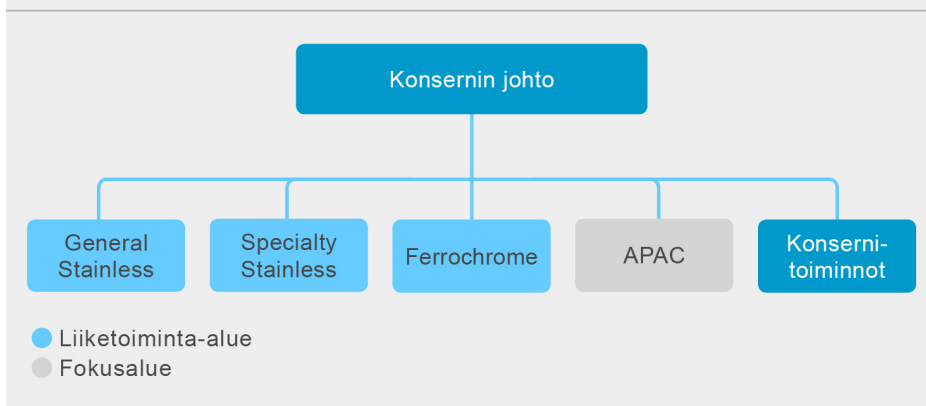 Konsernin johto
General
Stainless
Specialty
Stainless
Ferrochrome
APAC
Konserni-
toiminnot
Liiketoiminta-alue
Fokusalue